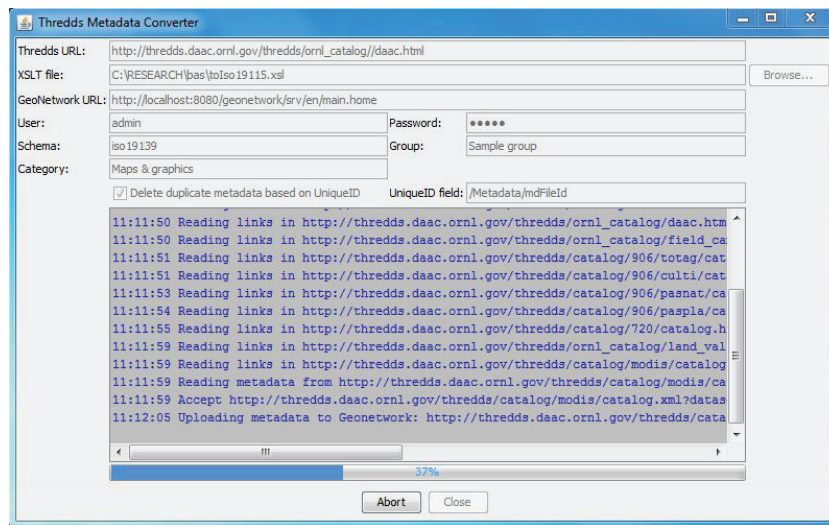 Thredds Metadata Converter
Thredds URL: http://thredds.daac.ornl.gov/thredds/ornl_catalog//daac.html
XSLT file: C:\RESEARCH\bas\toIso19115.xsl Browse...
GeoNetwork URL: http://localhost:8080/geonetwork/srv/en/main.home
User: admin Password: •••••
Schema: iso19139 Group: Sample group
Category: Maps & graphics
Delete duplicate metadata based on UniqueID UniqueID field: /Metadata/mdFileId
11:11:50 Reading links in http://thredds.daac.ornl.gov/thredds/ornl_catalog/daac.htm
11:11:50 Reading links in http://thredds.daac.ornl.gov/thredds/ornl_catalog/field_ca
11:11:51 Reading links in http://thredds.daac.ornl.gov/thredds/catalog/906/totag/cat
11:11:51 Reading links in http://thredds.daac.ornl.gov/thredds/catalog/906/culti/cat
11:11:53 Reading links in http://thredds.daac.ornl.gov/thredds/catalog/906/pasnat/ca
11:11:54 Reading links in http://thredds.daac.ornl.gov/thredds/catalog/906/paspla/ca
11:11:55 Reading links in http://thredds.daac.ornl.gov/thredds/catalog/720/catalog.h
11:11:59 Reading links in http://thredds.daac.ornl.gov/thredds/ornl_catalog/land_val
11:11:59 Reading links in http://thredds.daac.ornl.gov/thredds/catalog/modis/catalog
11:11:59 Reading metadata from http://thredds.daac.ornl.gov/thredds/catalog/modis/ca
11:11:59 Accept http://thredds.daac.ornl.gov/thredds/catalog/modis/catalog.xml?datas
11:12:05 Uploading metadata to Geonetwork: http://thredds.daac.ornl.gov/thredds/cata
37%
Abort Close